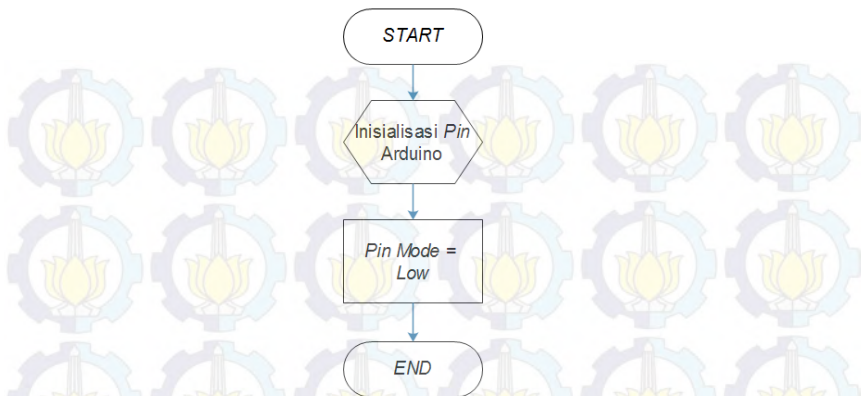 START
Inisialisasi Pin
Arduino
Pin Mode =
Low
END